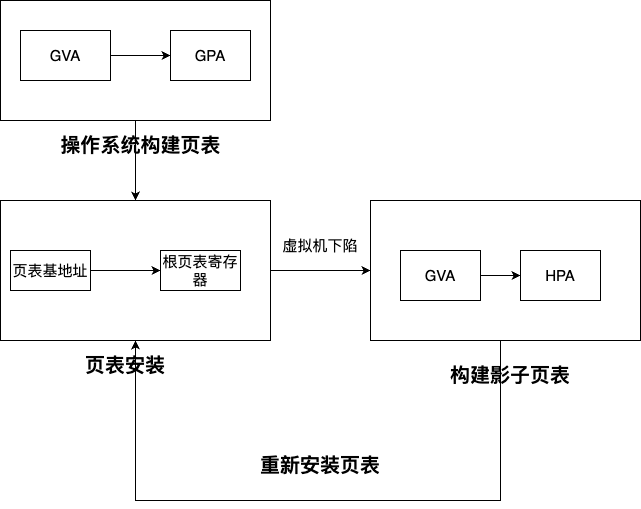 GVA
GPA
操作系统构建页表
虚拟机下陷
页表基地址
根页表寄存
器
GVA
HPA
页表安装
构建影子页表
重新安装页表